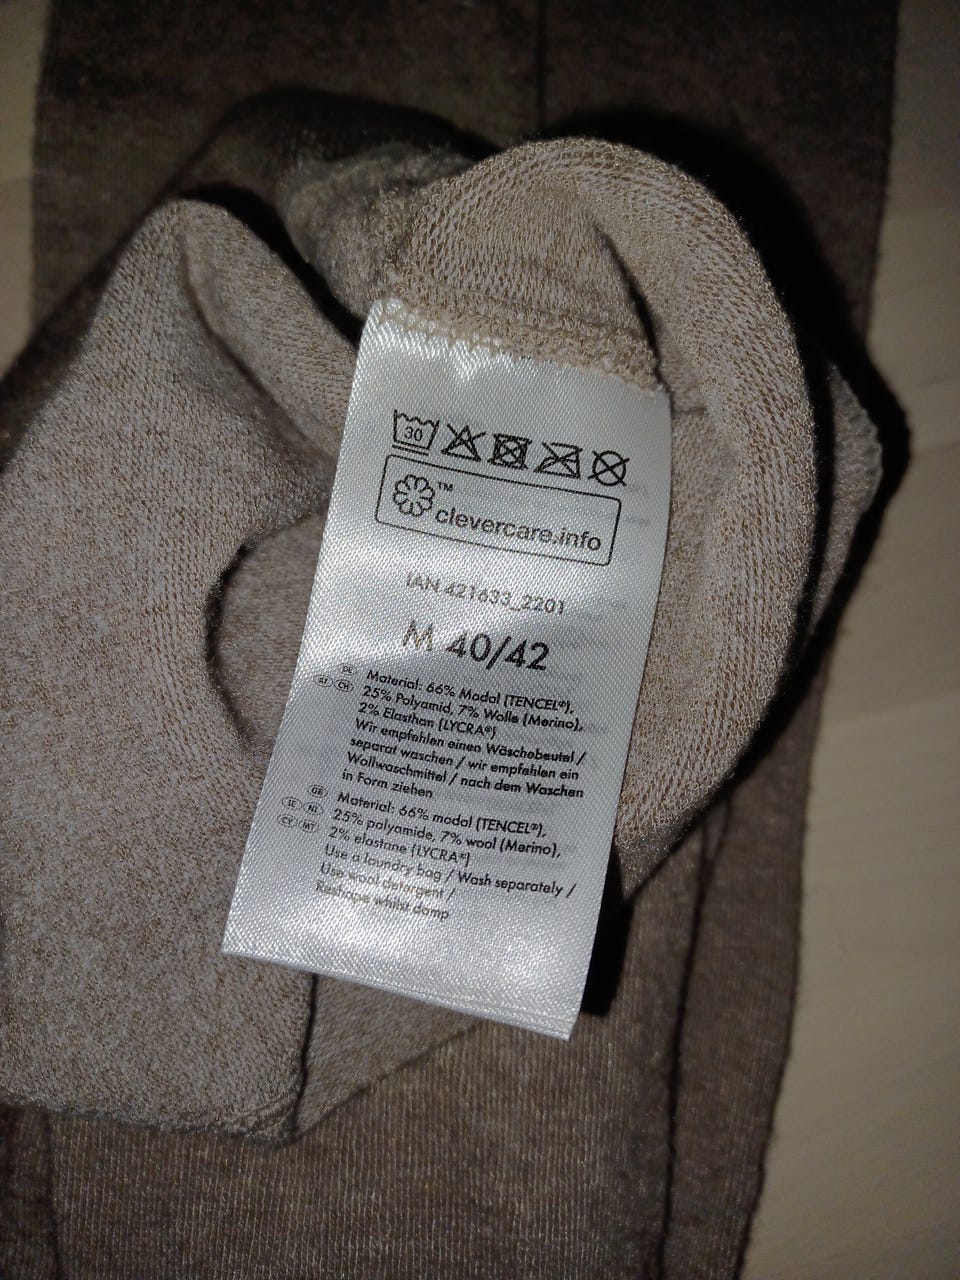 30
™
clevercare.info
IAN 421633_2201
M 40/42
DE Material: 66% Modal (TENCEL®),
AT CH 25% Polyamid, 7% Wolle (Merino),
2% Elasthan (LYCRA®)
Wir empfehlen einen Wäschebeutel /
separat waschen / wir empfehlen ein
Wollwaschmittel / nach dem Waschen
in Form ziehen
GB Material: 66% modal (TENCEL®),
IE NI 25% polyamide, 7% wool (Merino),
CY MT 2% elastane (LYCRA®)
Use a laundry bag / Wash separately /
Use wool detergent /
Reshape whilst damp